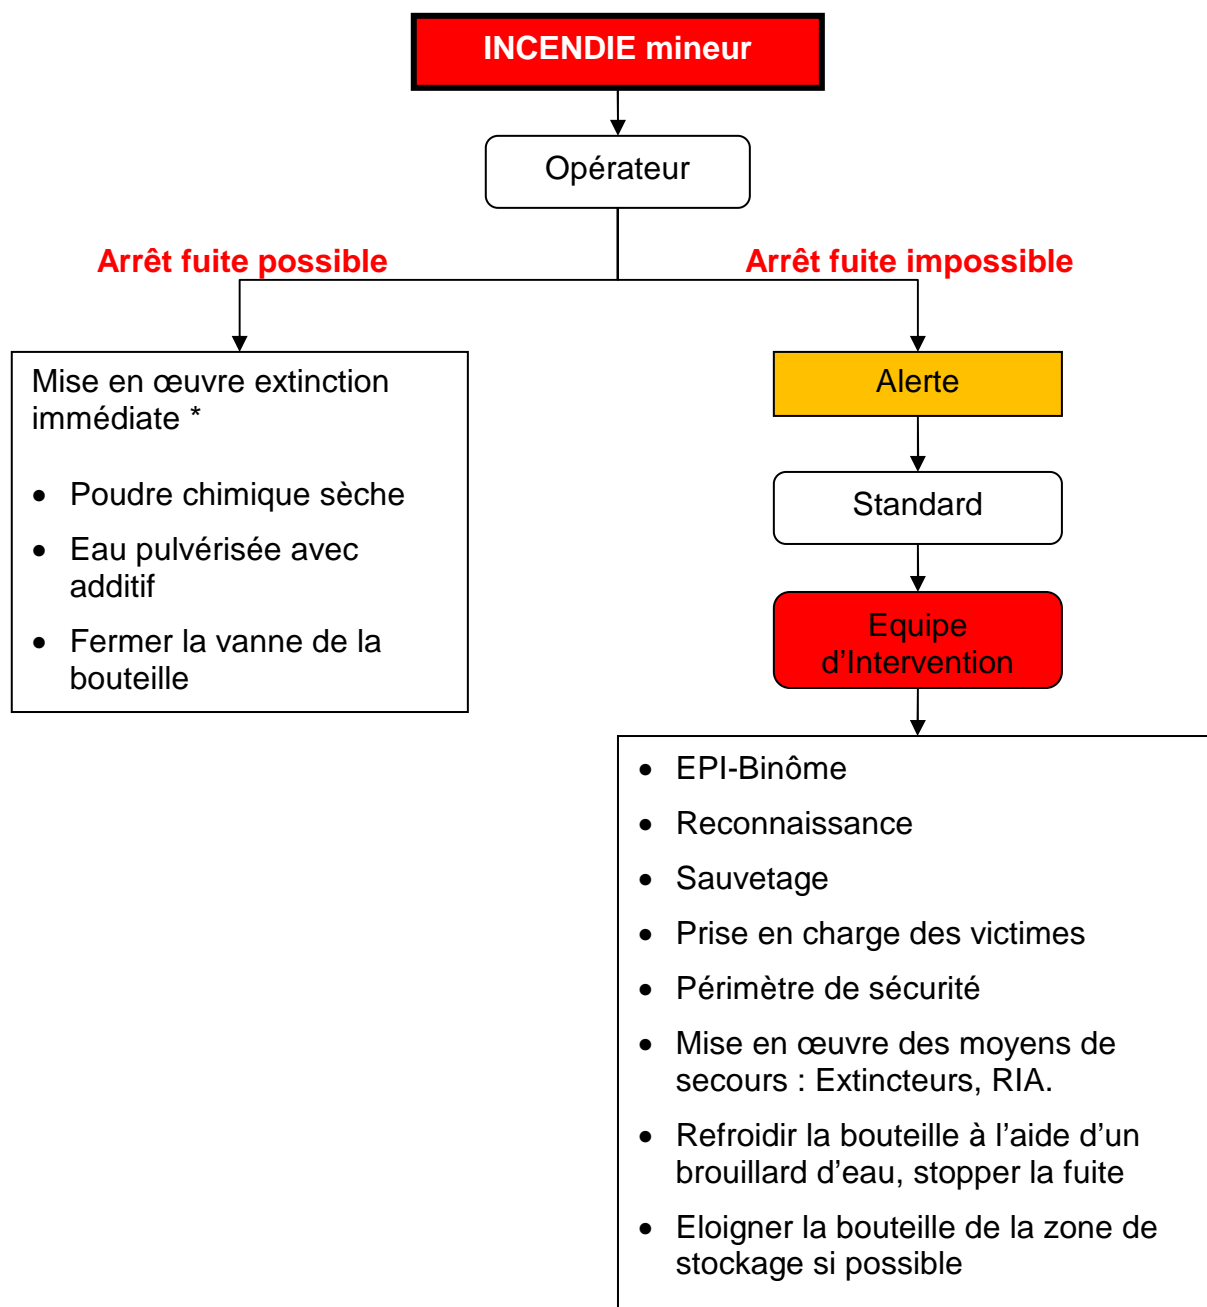 INCENDIE mineur
Opérateur
Arrêt fuite possible
Arrêt fuite impossible
Mise en œuvre extinction
immédiate *
• Poudre chimique sèche
• Eau pulvérisée avec
additif
• Fermer la vanne de la
bouteille
Alerte
Standard
Equipe
d’Intervention
• EPI-Binôme
• Reconnaissance
• Sauvetage
• Prise en charge des victimes
• Périmètre de sécurité
• Mise en œuvre des moyens de
secours : Extincteurs, RIA.
• Refroidir la bouteille à l’aide d’un
brouillard d’eau, stopper la fuite
• Eloigner la bouteille de la zone de
stockage si possible